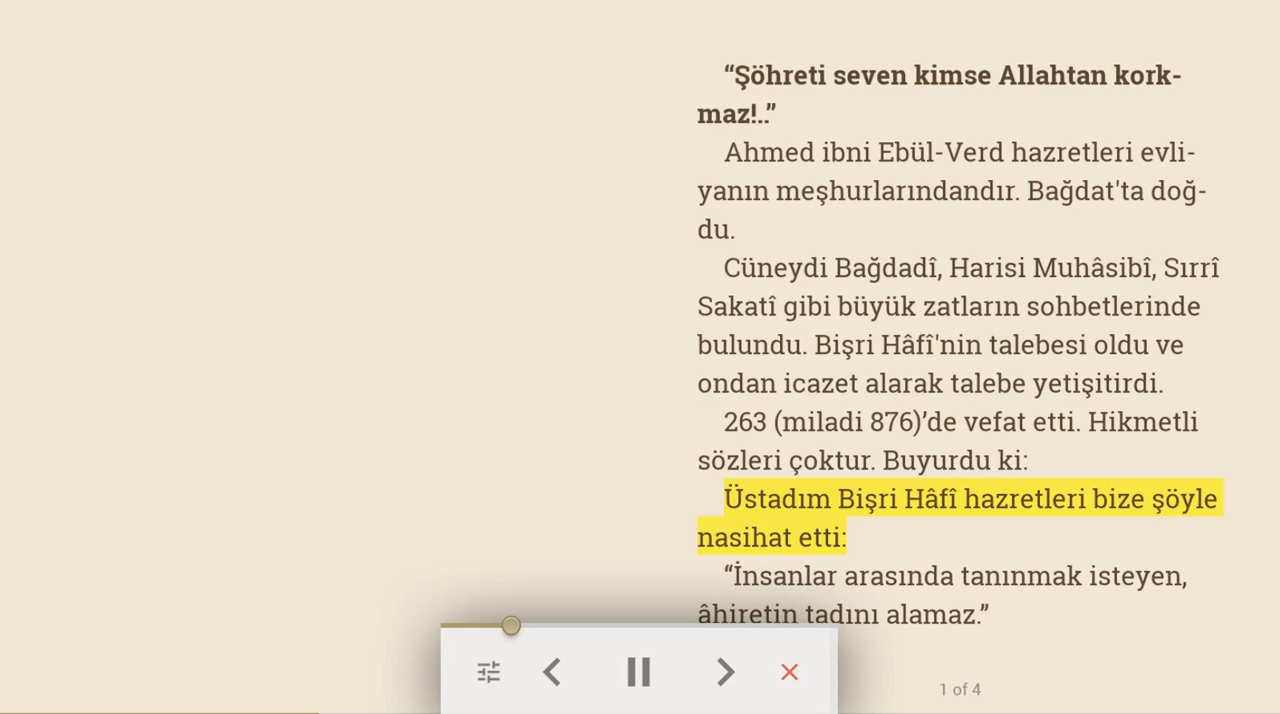 “Şöhreti seven kimse Allahtan kork-
maz!..”
Ahmed ibni Ebül-Verd hazretleri evli-
yanın meşhurlarındandır. Bağdat'ta doğ-
du.
Cüneydi Bağdadî, Harisi Muhâsibî, Sırrî
Sakatî gibi büyük zatların sohbetlerinde
bulundu. Bişri Hâfî'nin talebesi oldu ve
ondan icazet alarak talebe yetişitirdi.
263 (miladi 876)’de vefat etti. Hikmetli
sözleri çoktur. Buyurdu ki:
Üstadım Bişri Hâfî hazretleri bize şöyle
nasihat etti:
“İnsanlar arasında tanınmak isteyen,
âhiretin tadını alamaz.”
1 of 4